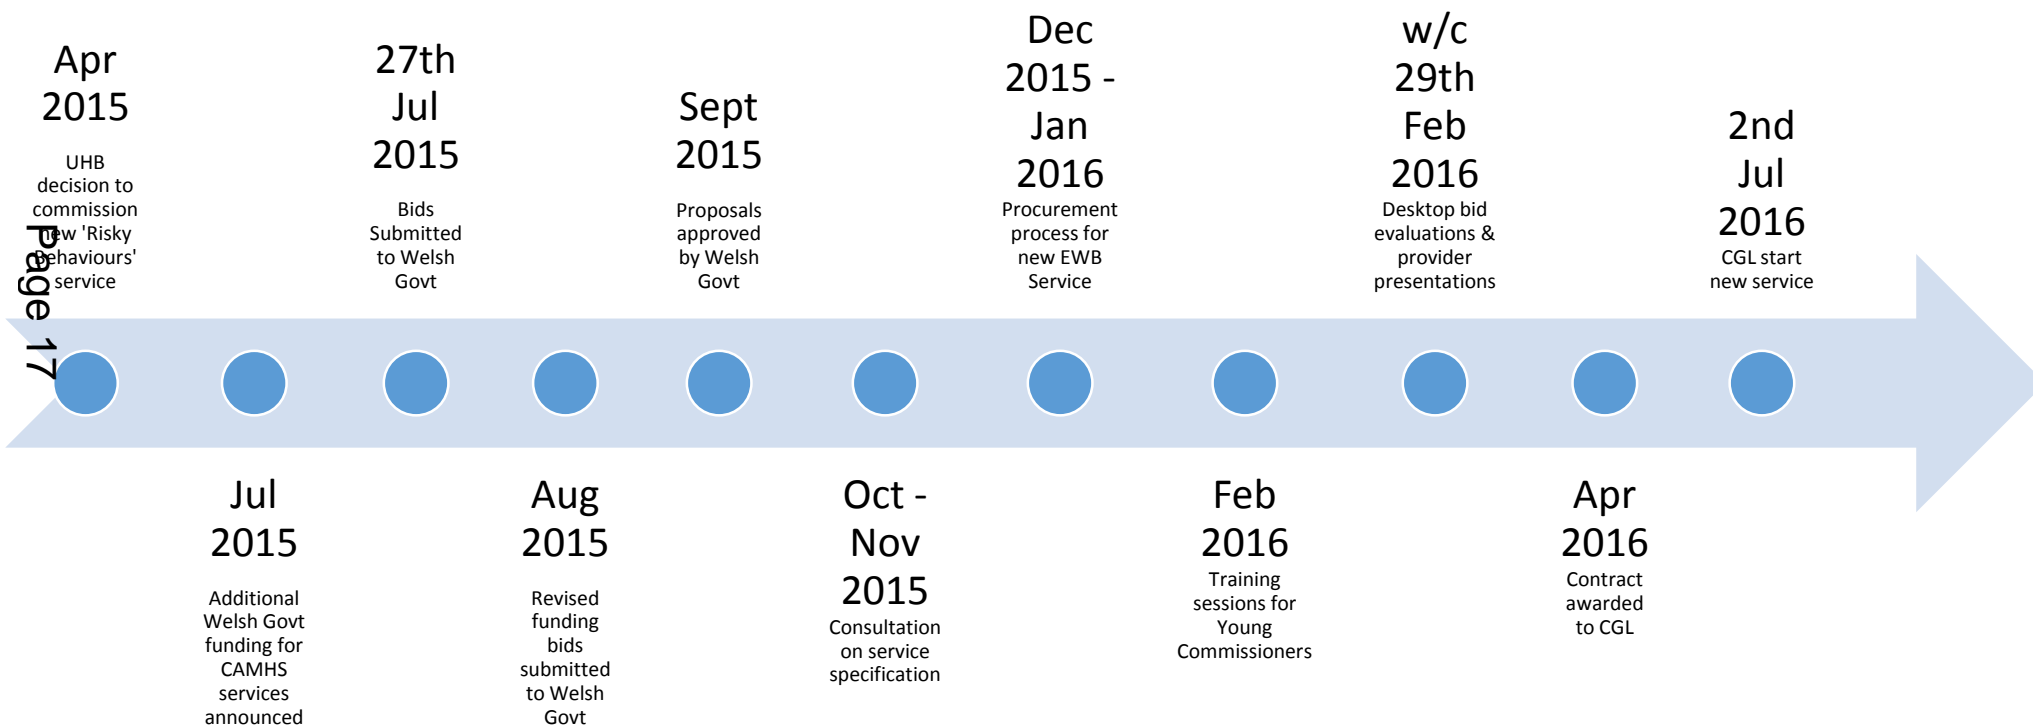 Apr
2015
UHB
decision to
commission
new 'Risky
Behaviours'
service
Jul
2015
Additional
Welsh Govt
funding for
CAMHS
services
announced
27th
Jul
2015
Bids
Submitted
to Welsh
Govt
Aug
2015
Revised
funding
bids
submitted
to Welsh
Govt
Sept
2015
Proposals
approved
by Welsh
Govt
Oct -
Nov
2015
Consultation
on service
specification
Dec
2015 -
Jan
2016
Procurement
process for
new EWB
Service
Feb
2016
Training
sessions for
Young
Commissioners
w/c
29th
Feb
2016
Desktop bid
evaluations &
provider
presentations
Apr
2016
Contract
awarded
to CGL
2nd
Jul
2016
CGL start
new service
Page 17